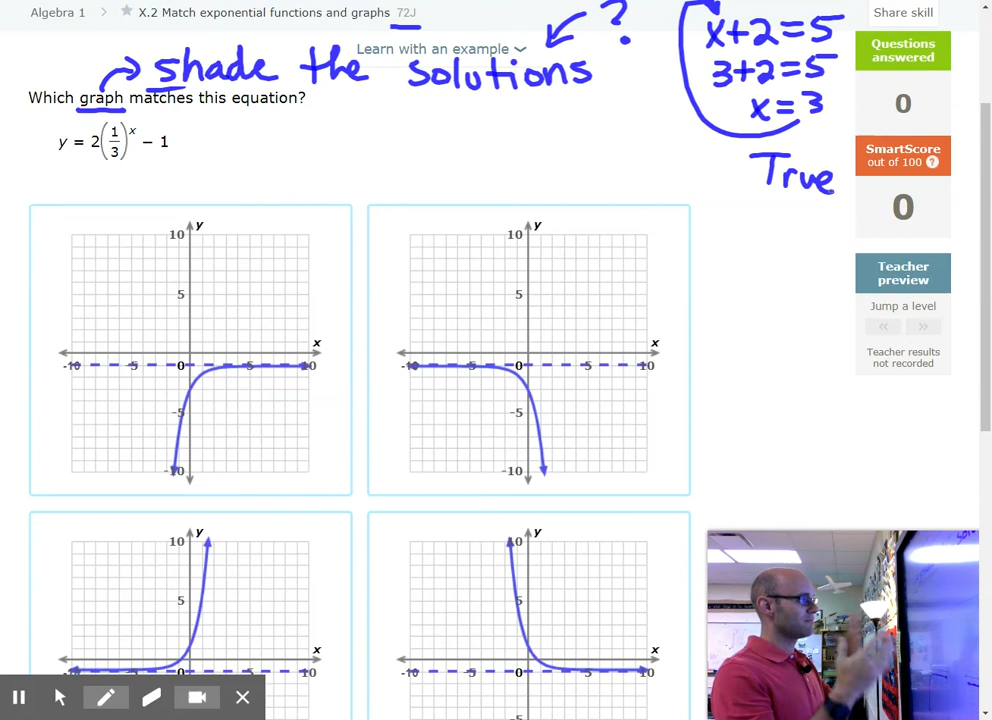 Algebra 1 > X.2 Match exponential functions and graphs 72J
Share skill
Learn with an example
?
shade the solutions
Which graph matches this equation?
y = 2(1/3)^x − 1
x+2=5
3+2=5
x=3
True
Questions answered
0
SmartScore
out of 100 ?
0
Teacher preview
Jump a level
<< >>
Teacher results not recorded
y
10
5
x
-10 -5 0 5 10
-5
-10
y
10
5
x
-10 -5 0 5 10
-5
-10
y
10
5
x
-10 -5 0 5 10
y
10
5
x
-10 -5 0 5 10
-5